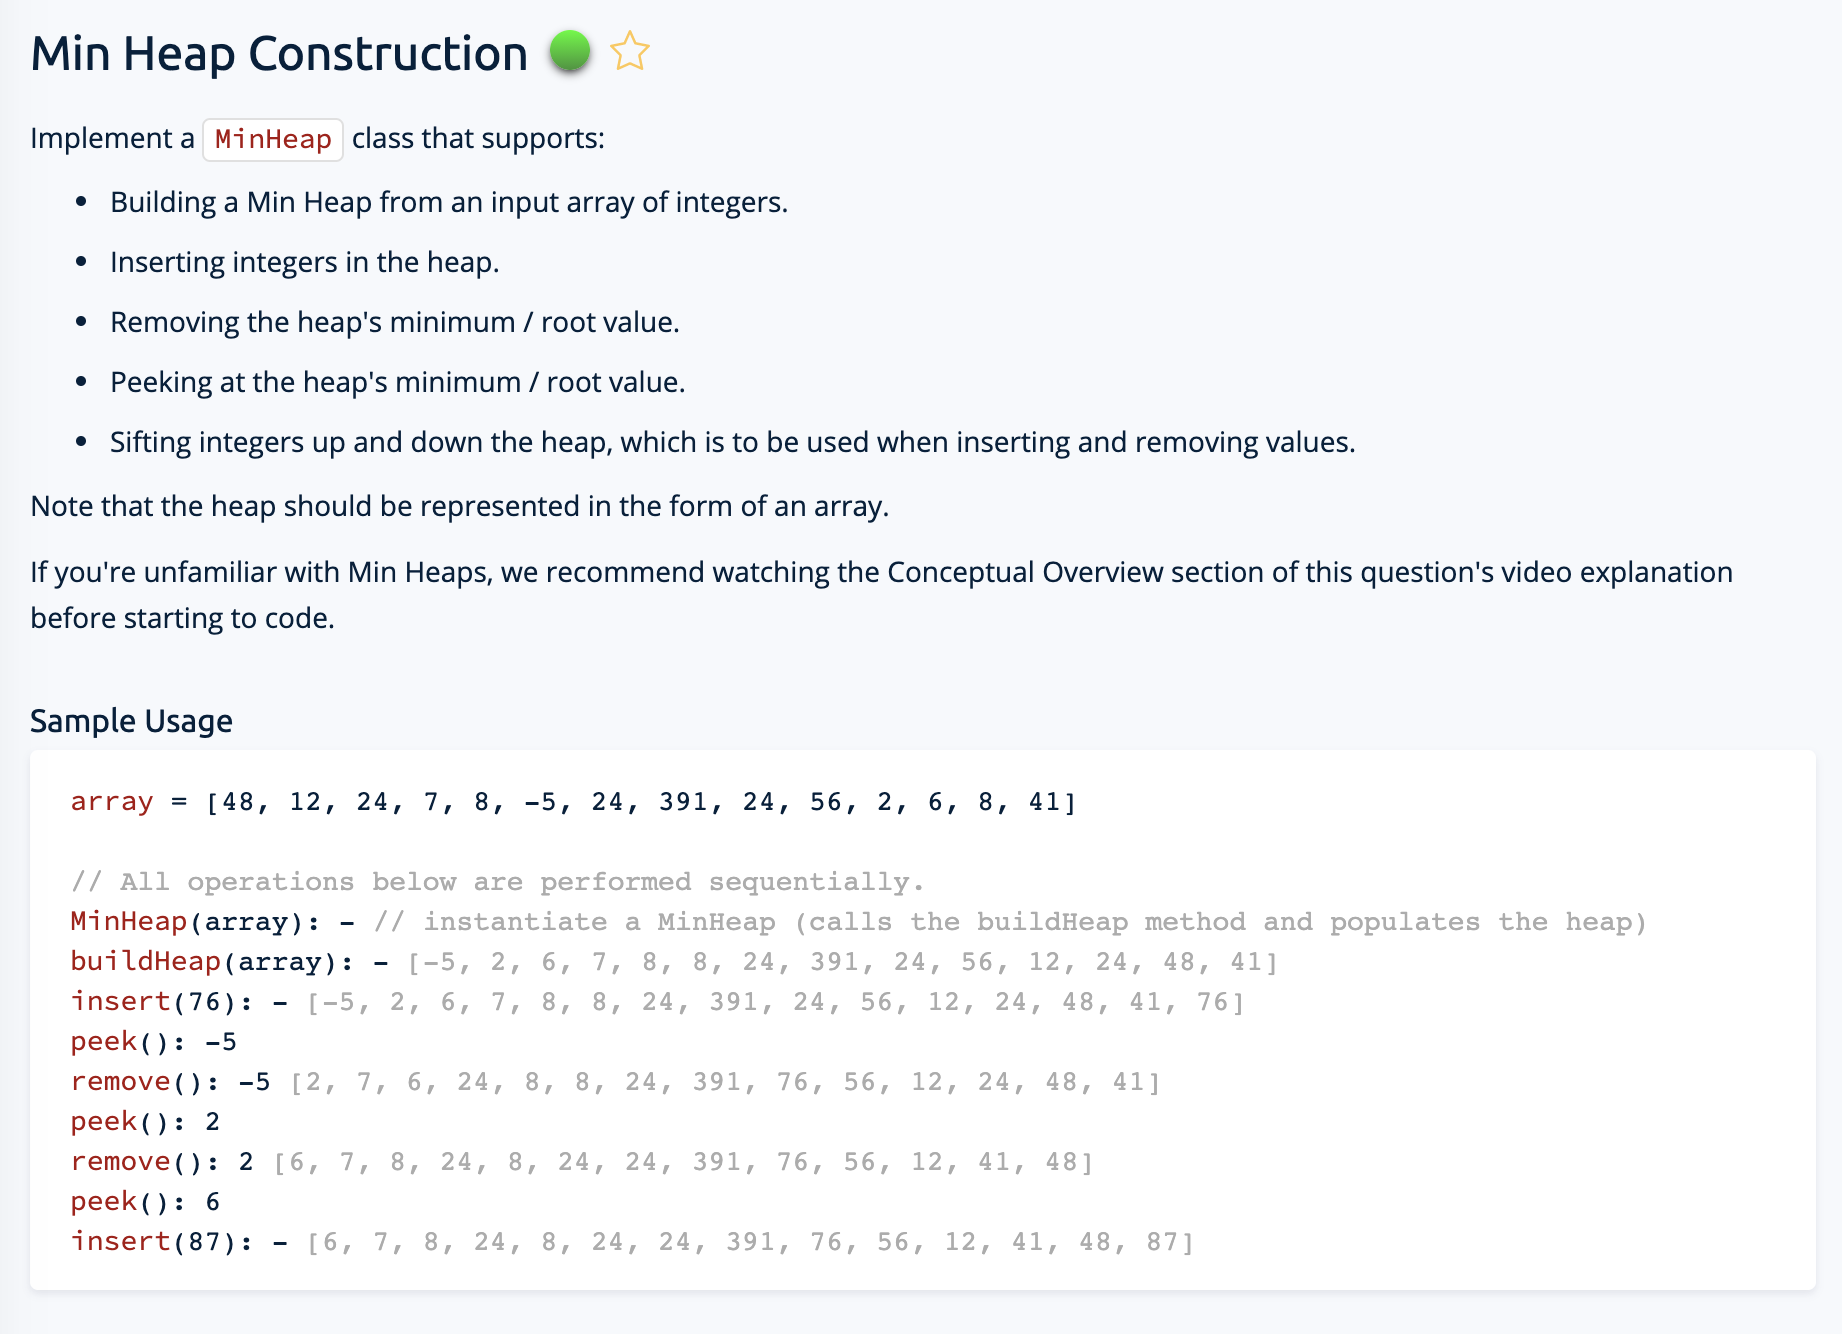 Min Heap Construction
Implement a MinHeap class that supports:
• Building a Min Heap from an input array of integers.
• Inserting integers in the heap.
• Removing the heap's minimum / root value.
• Peeking at the heap's minimum / root value.
• Sifting integers up and down the heap, which is to be used when inserting and removing values.
Note that the heap should be represented in the form of an array.
If you're unfamiliar with Min Heaps, we recommend watching the Conceptual Overview section of this question's video explanation
before starting to code.
Sample Usage
array = [48, 12, 24, 7, 8, -5, 24, 391, 24, 56, 2, 6, 8, 41]
// All operations below are performed sequentially.
MinHeap(array): - // instantiate a MinHeap (calls the buildHeap method and populates the heap)
buildHeap(array): - [-5, 2, 6, 7, 8, 8, 24, 391, 24, 56, 12, 24, 48, 41]
insert(76): - [-5, 2, 6, 7, 8, 8, 24, 391, 24, 56, 12, 24, 48, 41, 76]
peek(): -5
remove(): -5 [2, 7, 6, 24, 8, 8, 24, 391, 76, 56, 12, 24, 48, 41]
peek(): 2
remove(): 2 [6, 7, 8, 24, 8, 24, 24, 391, 76, 56, 12, 41, 48]
peek(): 6
insert(87): - [6, 7, 8, 24, 8, 24, 24, 391, 76, 56, 12, 41, 48, 87]